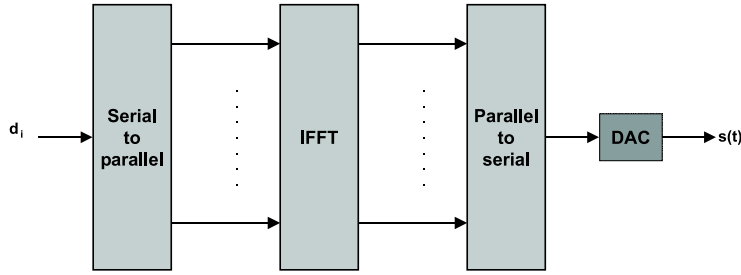 d i
Serial
to
parallel
IFFT
Parallel
to
serial
DAC
s(t)